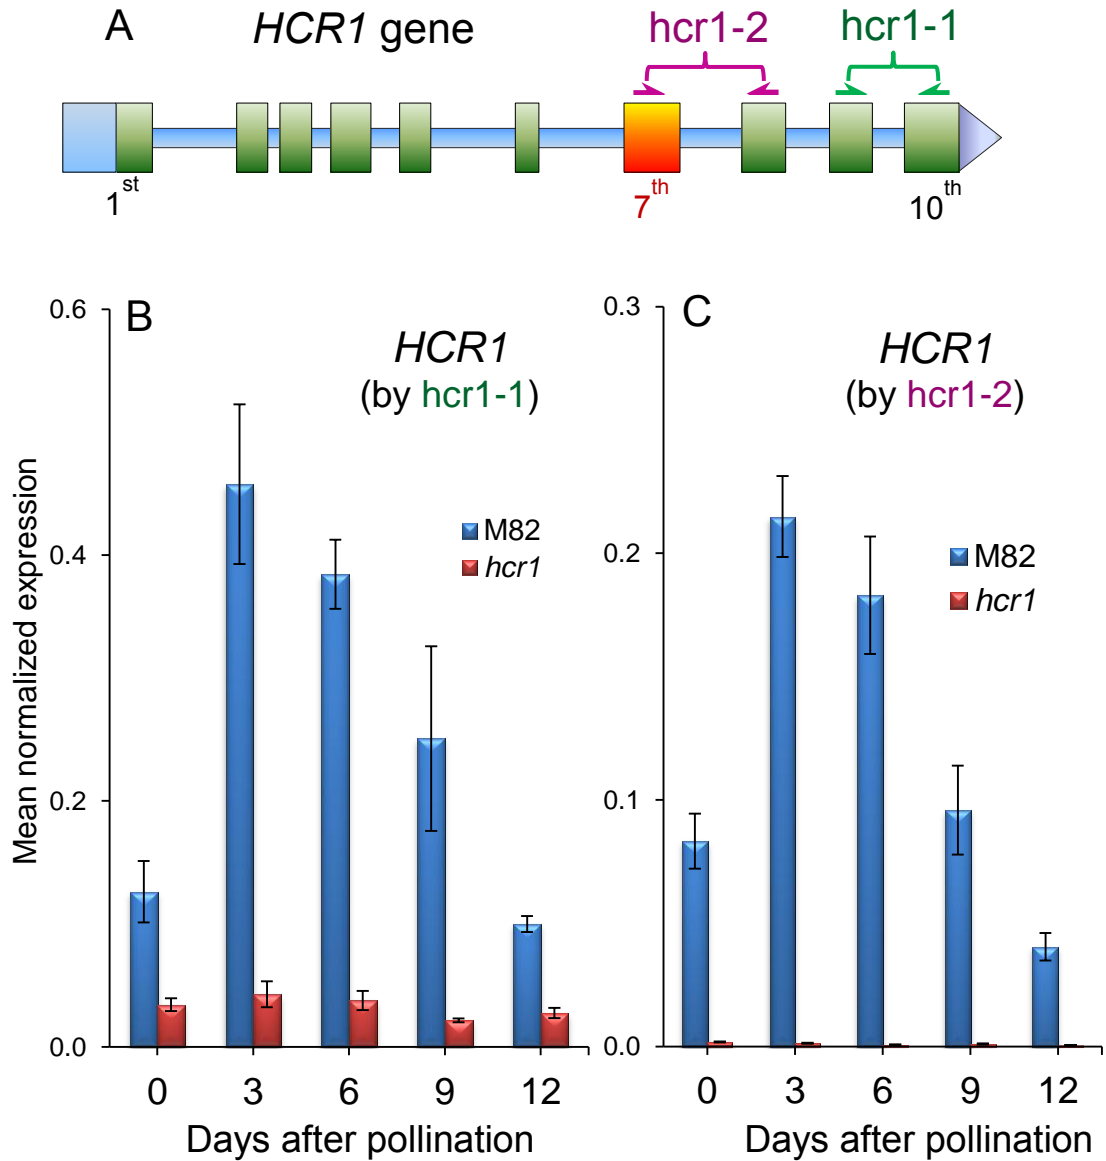 A
HCR1 gene
hcr1-2
hcr1-1
1st
7th
10th
B
HCR1
(by hcr1-1)
M82
hcr1
Mean normalized expression
0.6
0.4
0.2
0.0
0
3
6
9
12
Days after pollination
C
HCR1
(by hcr1-2)
M82
hcr1
0.3
0.2
0.1
0.0
0
3
6
9
12
Days after pollination